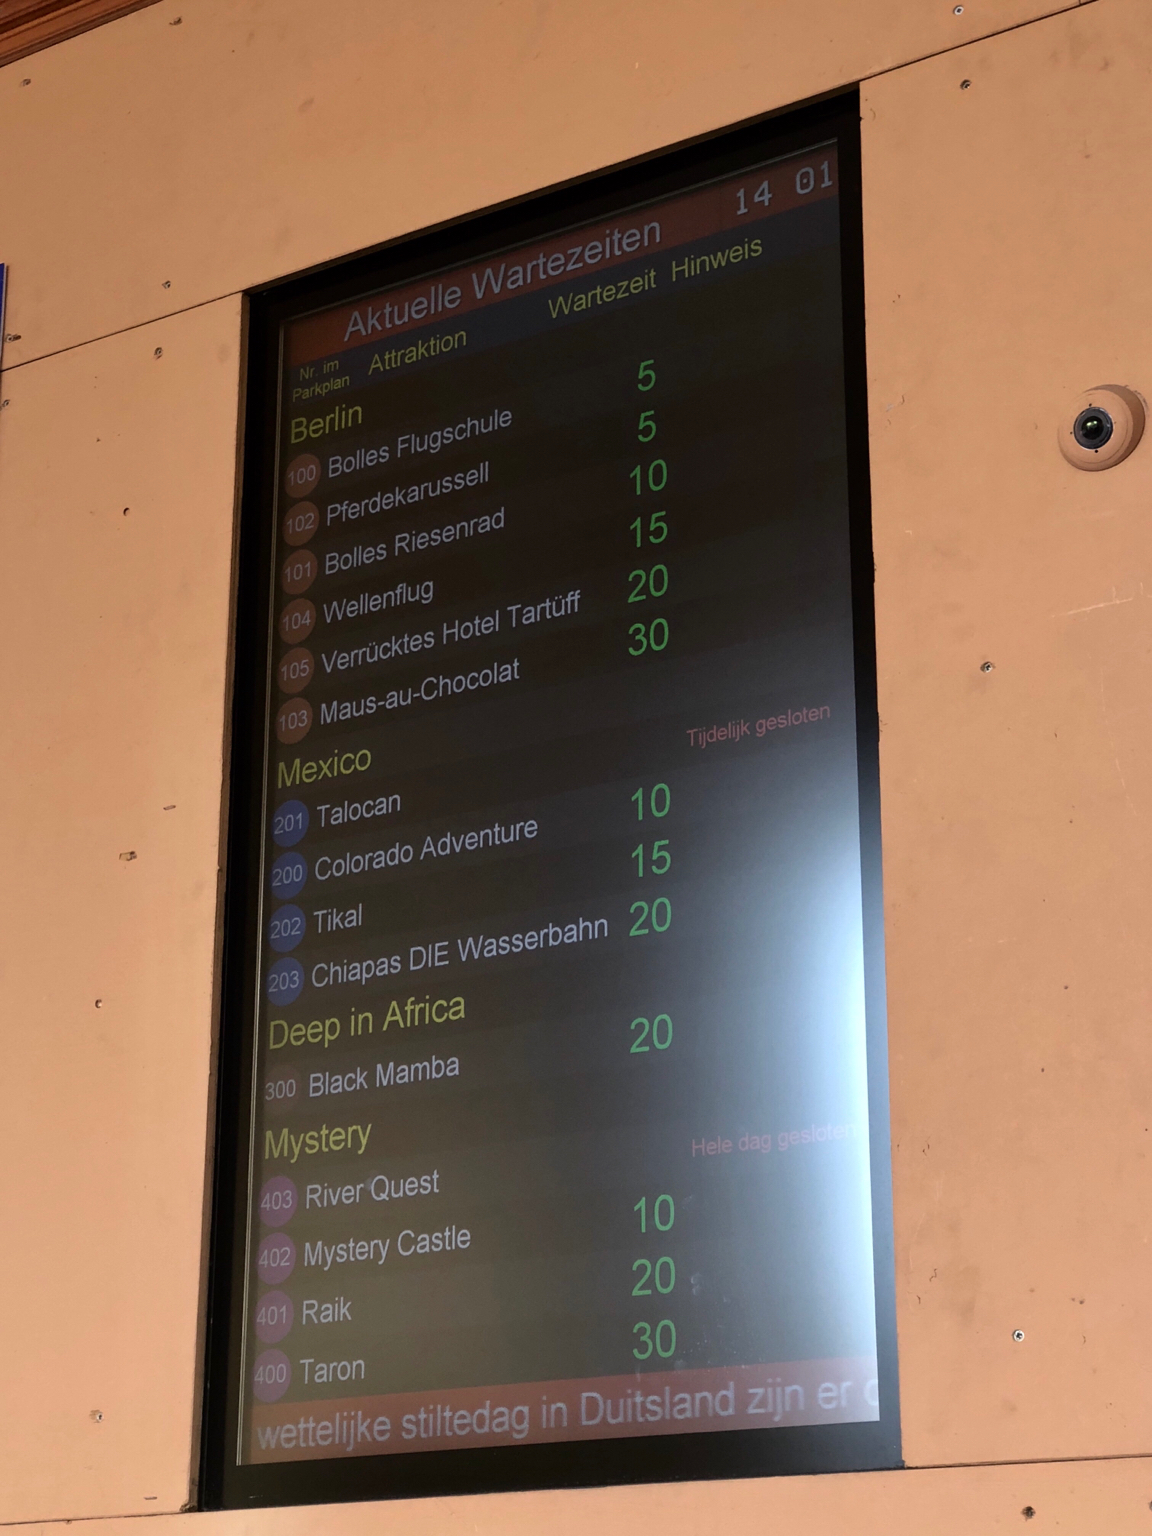 Aktuelle Wartezeiten 14 01
Nr. im Parkplan Attraktion Wartezeit Hinweis
Berlin
100 Bolles Flugschule 5
102 Pferdekarussell 5
101 Bolles Riesenrad 10
104 Wellenflug 15
105 Verrücktes Hotel Tartüff 20
103 Maus-au-Chocolat 30
Mexico
201 Talocan Tijdelijk gesloten
200 Colorado Adventure 10
202 Tikal 15
203 Chiapas DIE Wasserbahn 20
Deep in Africa
300 Black Mamba 20
Mystery
403 River Quest Hele dag gesloten
402 Mystery Castle 10
401 Raik 20
400 Taron 30
wettelijke stiltedag in Duitsland zijn er